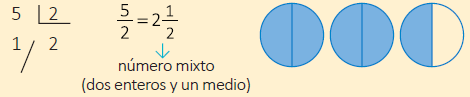 5 2
1 2
5/2 = 2 1/2
número mixto
(dos enteros y un medio)